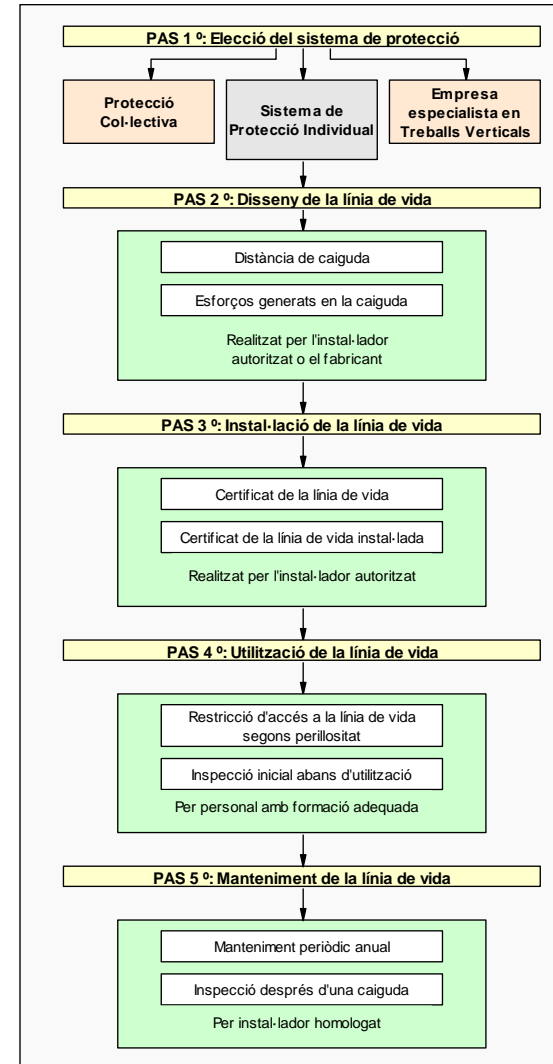 PAS 1 º: Elecció del sistema de protecció
Protecció
Col·lectiva
Sistema de
Protecció Individual
Empresa
especialista en
Treballs Verticals
PAS 2 º: Disseny de la línia de vida
Distància de caiguda
Esforços generats en la caiguda
Realitzat per l'instal·lador
autoritzat o el fabricant
PAS 3 º: Instal·lació de la línia de vida
Certificat de la línia de vida
Certificat de la línia de vida instal·lada
Realitzat per l'instal·lador autoritzat
PAS 4 º: Utilització de la línia de vida
Restricció d'accés a la línia de vida
segons perillositat
Inspecció inicial abans d'utilització
Per personal amb formació adequada
PAS 5 º: Manteniment de la línia de vida
Manteniment periòdic anual
Inspecció després d'una caiguda
Per instal·lador homologat